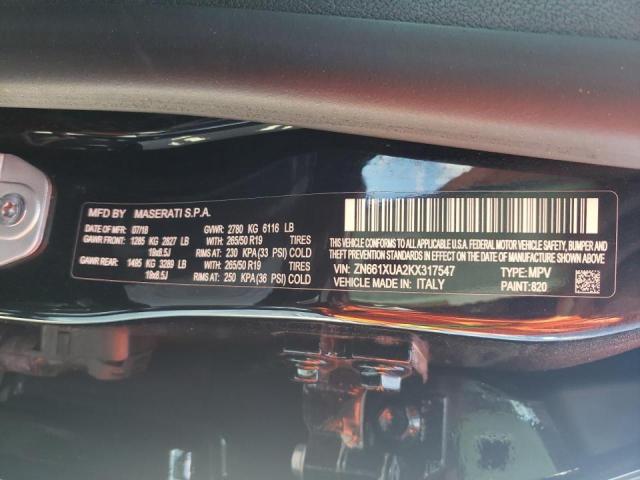 MFD BY MASERATI S.P.A.
DATE OF MFR: 07/18 GVWR: 2780 KG 6116 LB
GAWR FRONT: 1285 KG 2827 LB WITH: 265/50 R19 TIRES
19x8.5J RIMS AT: 230 KPA (33 PSI) COLD
GAWR REAR: 1495 KG 3289 LB WITH: 265/50 R19 TIRES
19x8.5J RIMS AT: 250 KPA (36 PSI) COLD
THIS VEHICLE CONFORMS TO ALL APPLICABLE U.S. FEDERAL MOTOR
VEHICLE SAFETY, BUMPER, AND THEFT PREVENTION STANDARDS
IN EFFECT ON THE DATE OF MANUFACTURE SHOWN ABOVE.
VIN: ZN661XUA2KX317547 TYPE: MPV
VEHICLE MADE IN: ITALY PAINT: 820